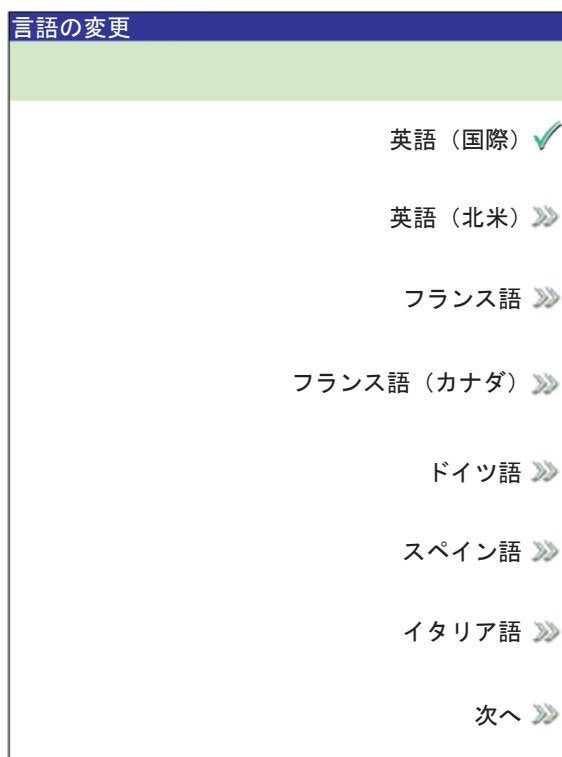 言語の変更
英語（国際）
英語（北米）
フランス語
フランス語（カナダ）
ドイツ語
スペイン語
イタリア語
次へ